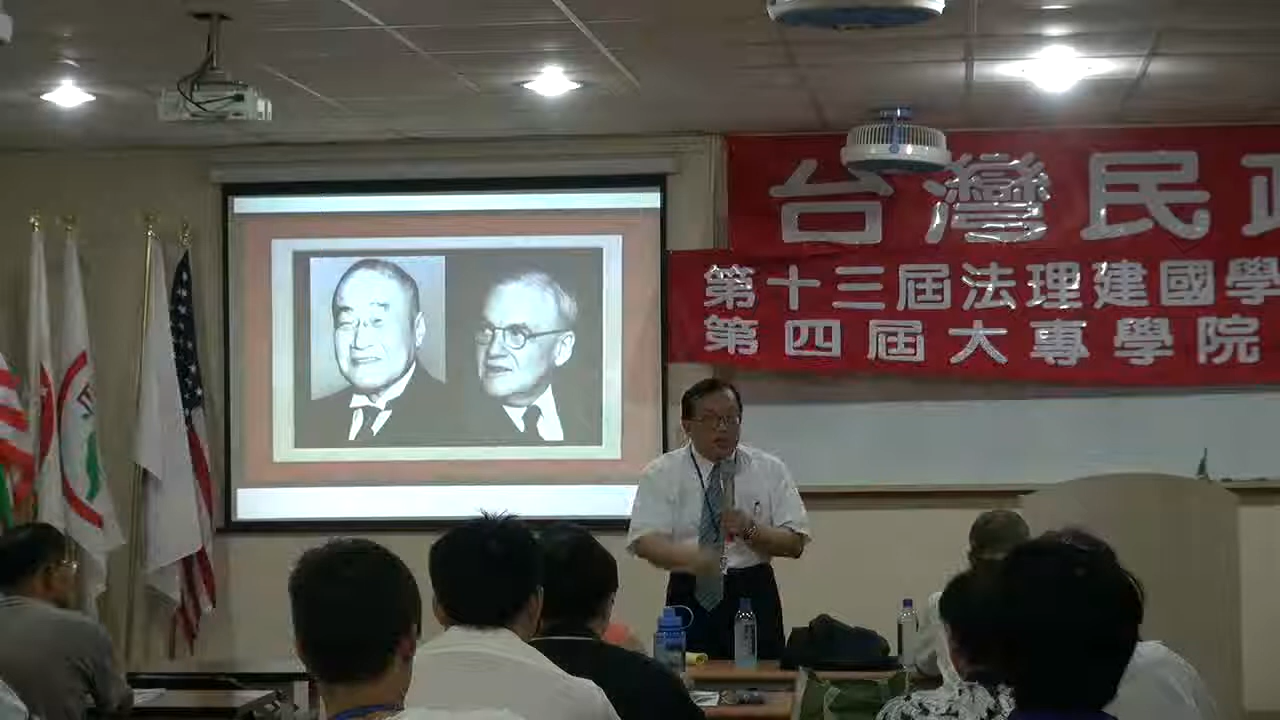 台灣民政
第十三屆法理建國學
第四屆大專學院